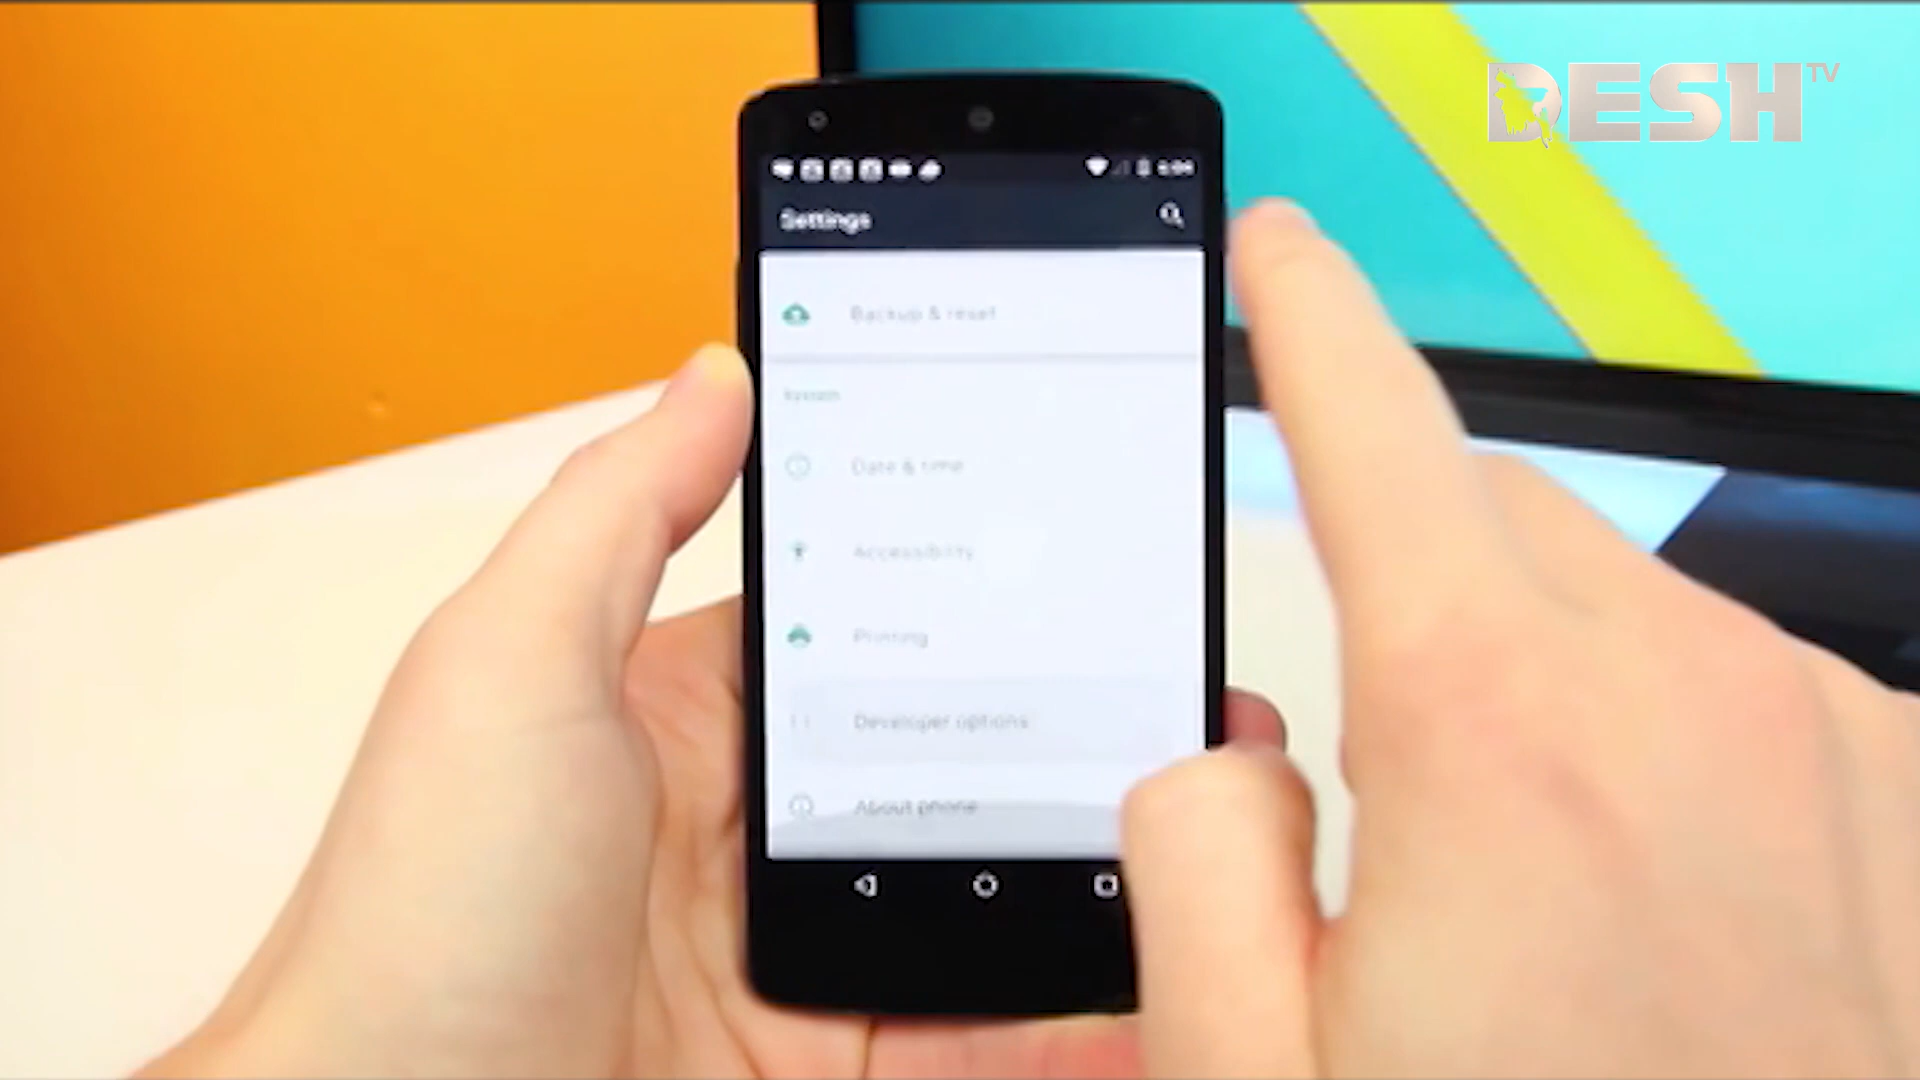 DESH TV
Settings
Backup & reset
System
Date & time
Accessibility
Printing
Developer options
About phone